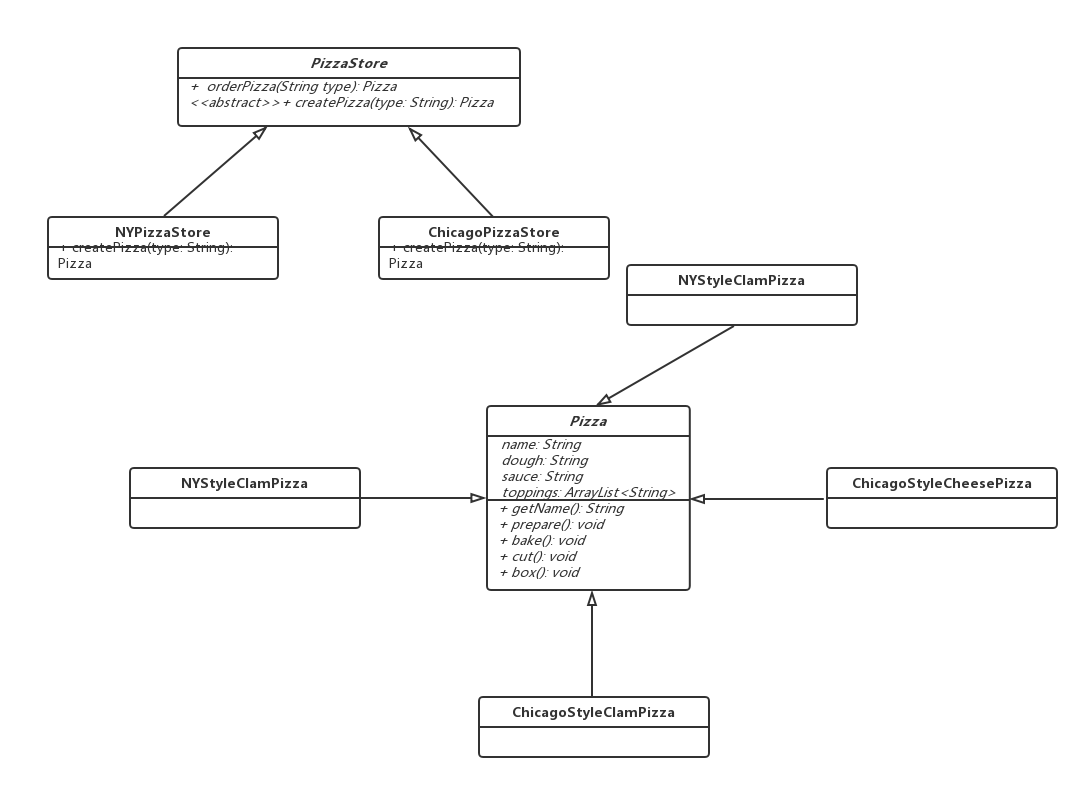 PizzaStore
+ orderPizza(String type): Pizza
<<abstract>>+ createPizza(type: String): Pizza
NYPizzaStore
+ createPizza(type: String):
Pizza
ChicagoPizzaStore
+ createPizza(type: String):
Pizza
NYStyleClamPizza
Pizza
name: String
dough: String
sauce: String
toppings: ArrayList<String>
+ getName(): String
+ prepare(): void
+ bake(): void
+ cut(): void
+ box(): void
NYStyleClamPizza
ChicagoStyleCheesePizza
ChicagoStyleClamPizza